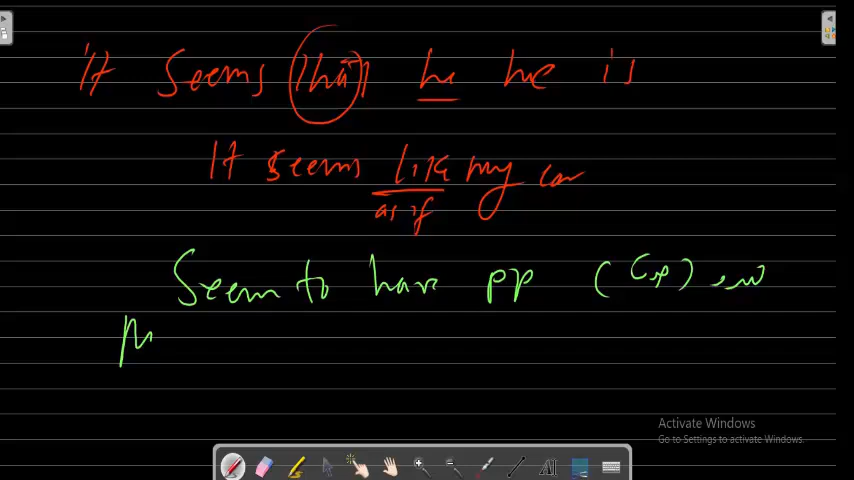 It seems that he he is
It seems like my car
as if
Seem to have pp
Activate Windows
Go to Settings to activate Windows.